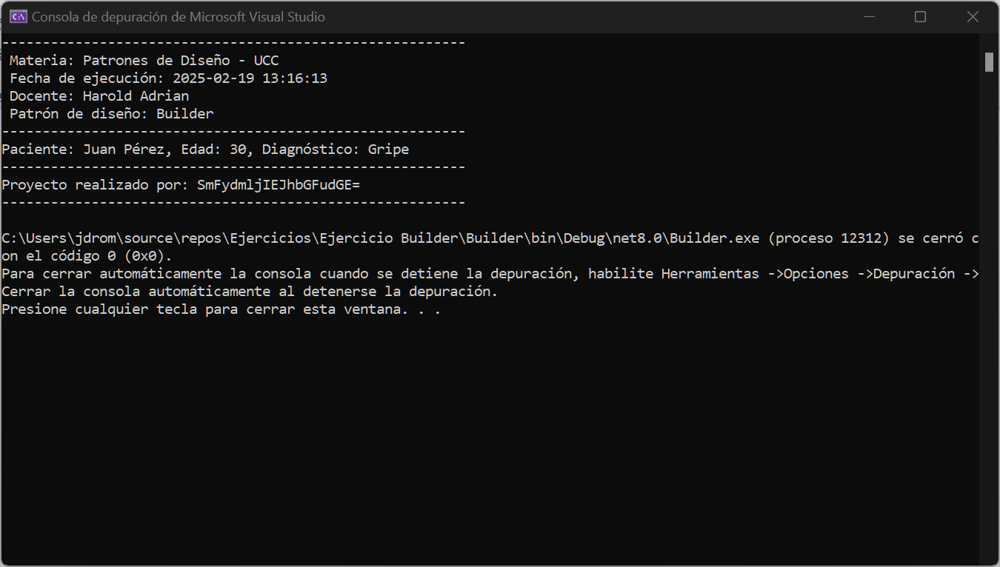 Consola de depuración de Microsoft Visual Studio
---------------------------------------------------------
Materia: Patrones de Diseño - UCC
Fecha de ejecución: 2025-02-19 13:16:13
Docente: Harold Adrian
Patrón de diseño: Builder
---------------------------------------------------------
Paciente: Juan Pérez, Edad: 30, Diagnóstico: Gripe
---------------------------------------------------------
Proyecto realizado por: SmFydmljIEJhbGFudGE=
---------------------------------------------------------
C:\Users\jdrom\source\repos\Ejercicios\Ejercicio Builder\Builder\bin\Debug\net8.0\Builder.exe (proceso 12312) se cerró c
on el código 0 (0x0).
Para cerrar automáticamente la consola cuando se detiene la depuración, habilite Herramientas ->Opciones ->Depuración ->
Cerrar la consola automáticamente al detenerse la depuración.
Presione cualquier tecla para cerrar esta ventana. . .